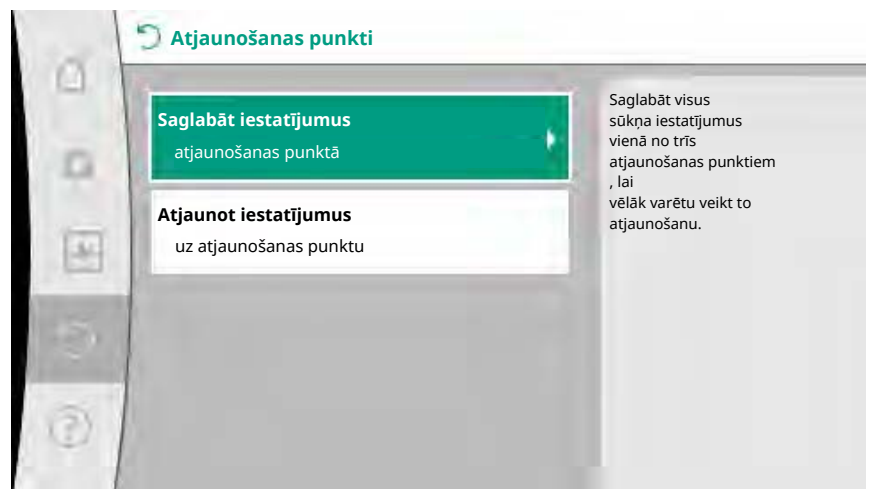 Atjaunošanas punkti
Saglabāt iestatījumus
atjaunošanas punktā
Atjaunot iestatījumus
uz atjaunošanas punktu
Saglabāt visus
sūkņa iestatījumus
vienā no trīs
atjaunošanas punktiem
, lai
vēlāk varētu veikt to
atjaunošanu.